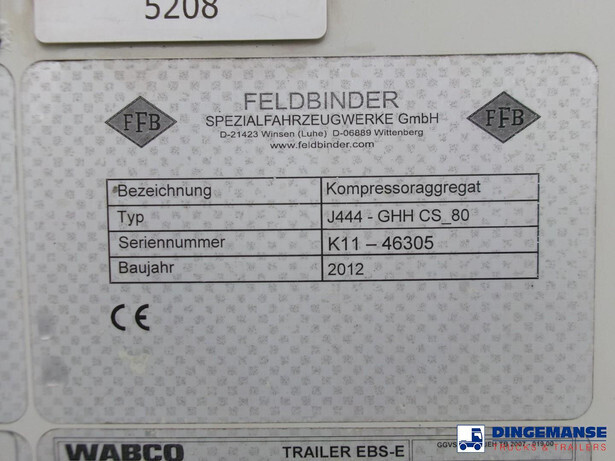 5208
FFB
FELDBINDER
SPEZIALFAHRZEUGWERKE GmbH
D-21423 Winsen (Luhe) D-06889 Wittenberg
www.feldbinder.com
FFB
Bezeichnung Kompressoraggregat
Typ J444 - GHH CS_80
Seriennummer K11 – 46305
Baujahr 2012
CE
WABCO
TRAILER EBS-E
GGVS
DINGEMANSE
TRUCKS & TRAILERS